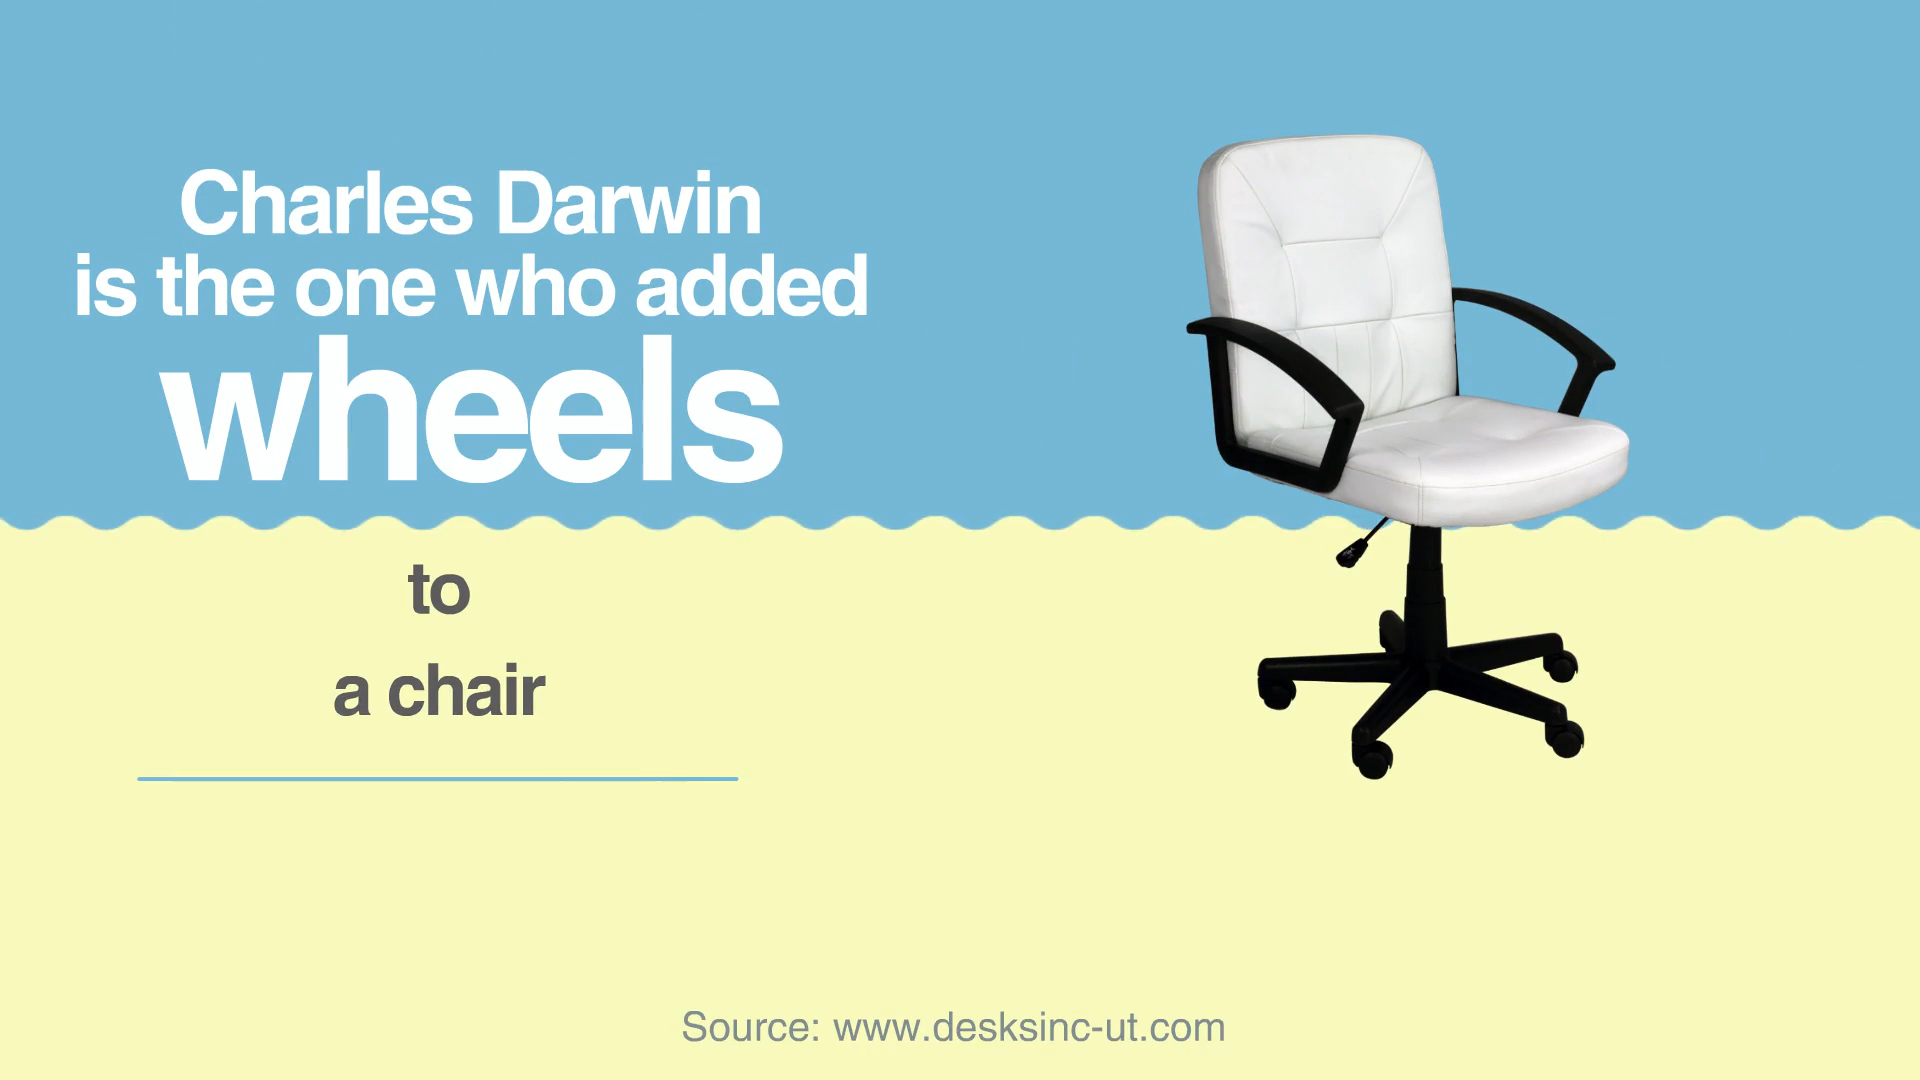 Charles Darwin
is the one who added
wheels
to
a chair
Source: www.desksinc-ut.com